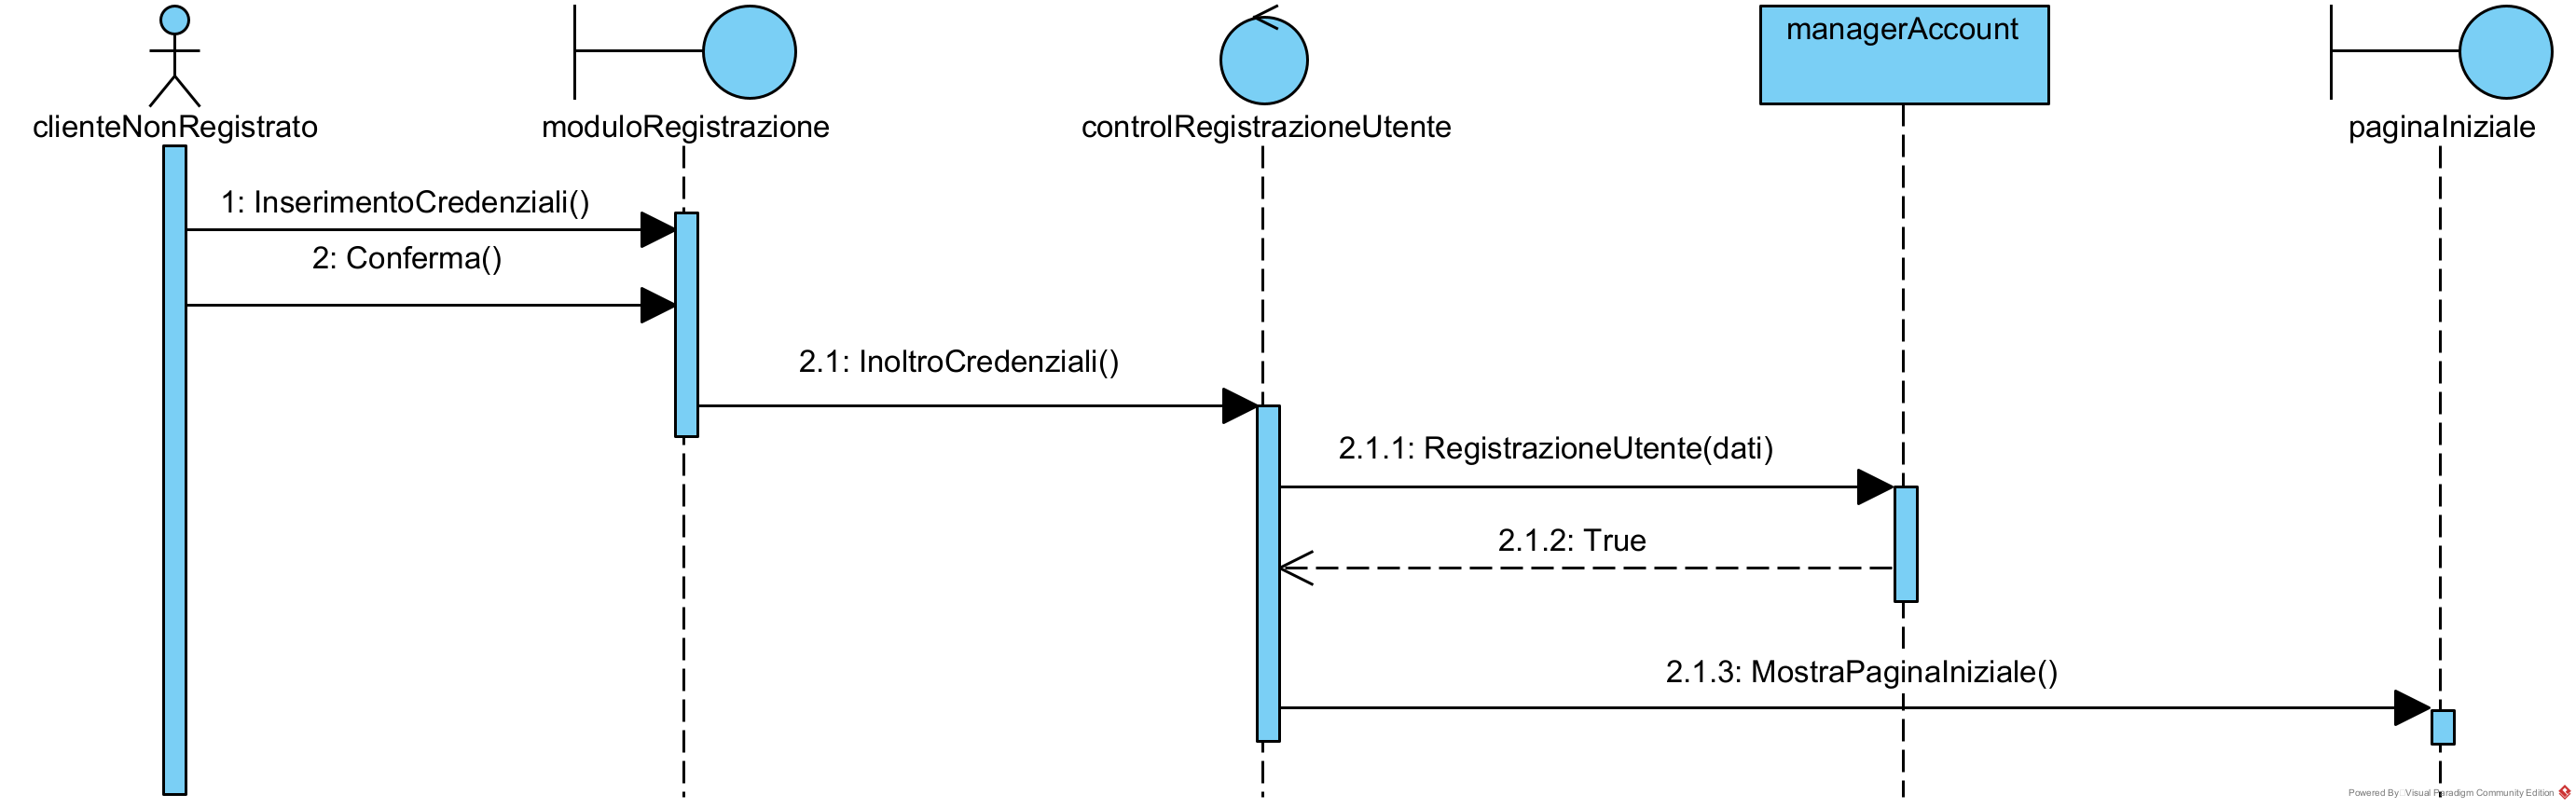 managerAccount
clienteNonRegistrato
moduloRegistrazione
controlRegistrazioneUtente
paginaIniziale
1: InserimentoCredenziali()
2: Conferma()
2.1: InoltroCredenziali()
2.1.1: RegistrazioneUtente(dati)
2.1.2: True
2.1.3: MostraPaginaIniziale()
Powered By Visual Paradigm Community Edition